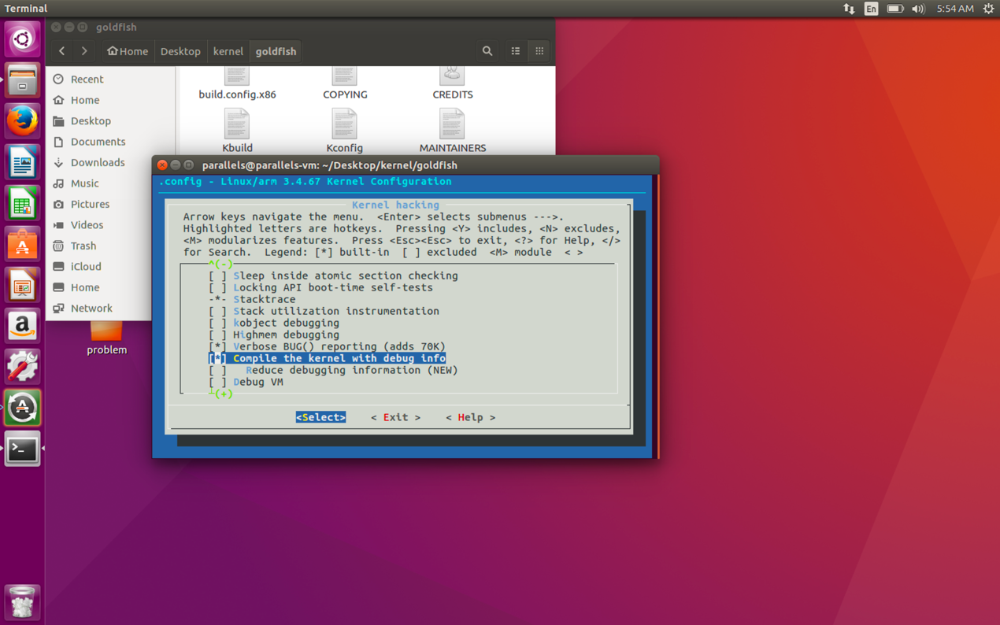 Terminal
En
5:54 AM
goldfish
Home
Desktop
kernel
goldfish
Recent
Home
Desktop
Documents
Downloads
Music
Pictures
Videos
Trash
iCloud
Home
Network
build.config.x86
COPYING
CREDITS
Kbuild
Kconfig
MAINTAINERS
problem
parallels@parallels-vm: ~/Desktop/kernel/goldfish
.config - Linux/arm 3.4.67 Kernel Configuration
Kernel hacking
Arrow keys navigate the menu.  <Enter> selects submenus --->.
Highlighted letters are hotkeys.  Pressing <Y> includes, <N> excludes,
<M> modularizes features.  Press <Esc><Esc> to exit, <?> for Help, </>
for Search.  Legend: [*] built-in  [ ] excluded  <M> module  < >
^(-)
[ ] Sleep inside atomic section checking
[ ] Locking API boot-time self-tests
-*- Stacktrace
[ ] Stack utilization instrumentation
[ ] kobject debugging
[ ] Highmem debugging
[*] Verbose BUG() reporting (adds 70K)
[*] Compile the kernel with debug info
[ ]   Reduce debugging information (NEW)
[ ] Debug VM
(+)
<Select>    < Exit >    < Help >